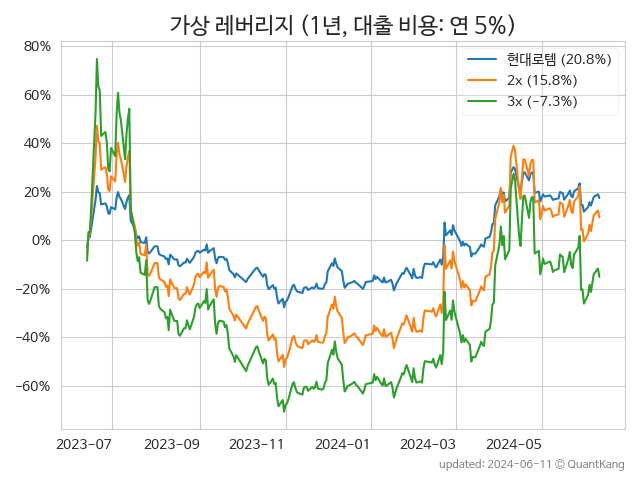 가상 레버리지 (1년, 대출 비용: 연 5%)
80%
60%
40%
20%
0%
−20%
−40%
−60%
현대로템 (20.8%)
2x (15.8%)
3x (−7.3%)
2023-07
2023-09
2023-11
2024-01
2024-03
2024-05
updated: 2024-06-11 © QuantKang